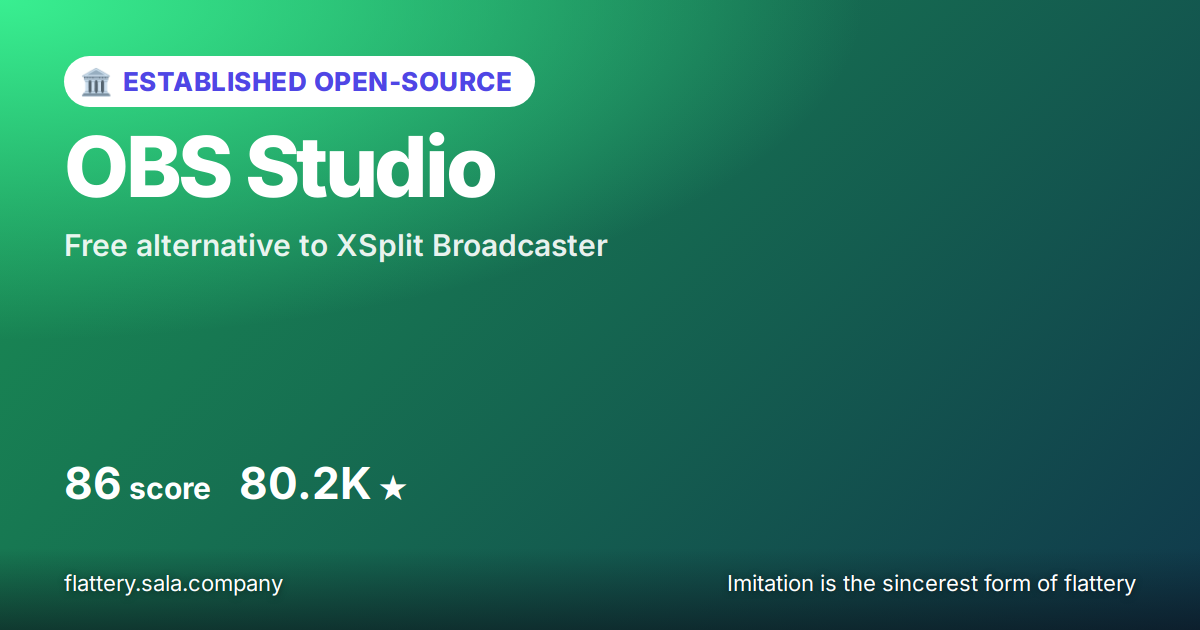 🏛️ ESTABLISHED OPEN-SOURCE
OBS Studio
Free alternative to XSplit Broadcaster
86 score 80.2K ★
flattery.sala.company
Imitation is the sincerest form of flattery